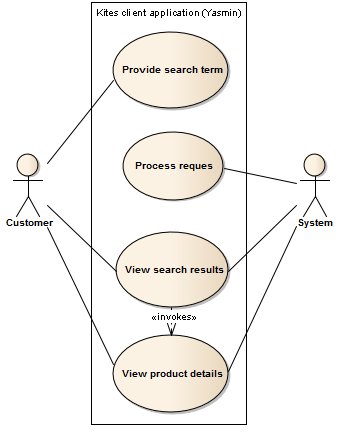 Kites client application (Yasmin)
Provide search term
Process reques
Customer
System
View search results
«invokes»
View product details